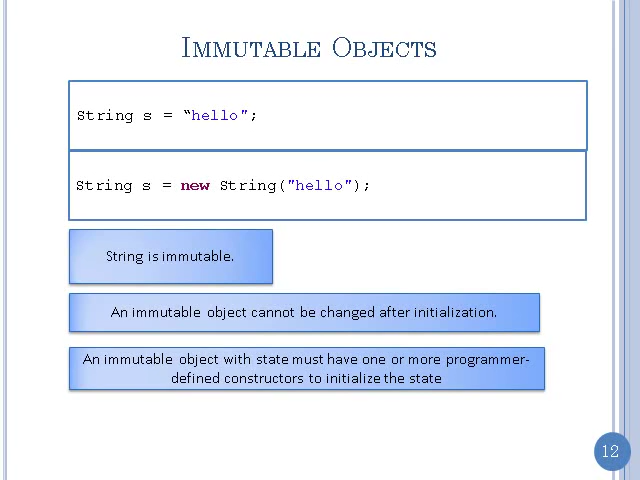 IMMUTABLE OBJECTS
String s = “hello";
String s = new String("hello");
String is immutable.
An immutable object cannot be changed after initialization.
An immutable object with state must have one or more programmer-
defined constructors to initialize the state
12